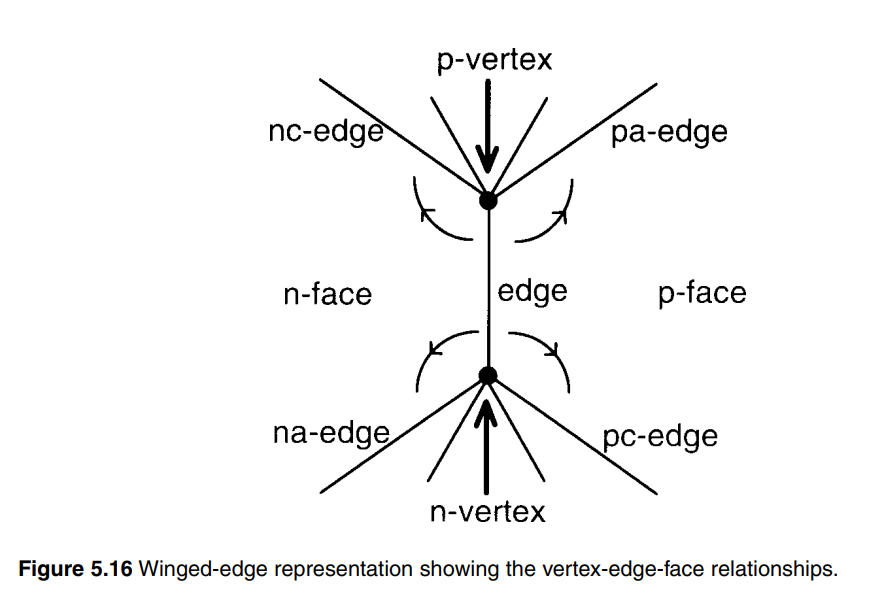 p-vertex
nc-edge
pa-edge
n-face
edge
p-face
na-edge
pc-edge
n-vertex
Figure 5.16 Winged-edge representation showing the vertex-edge-face relationships.